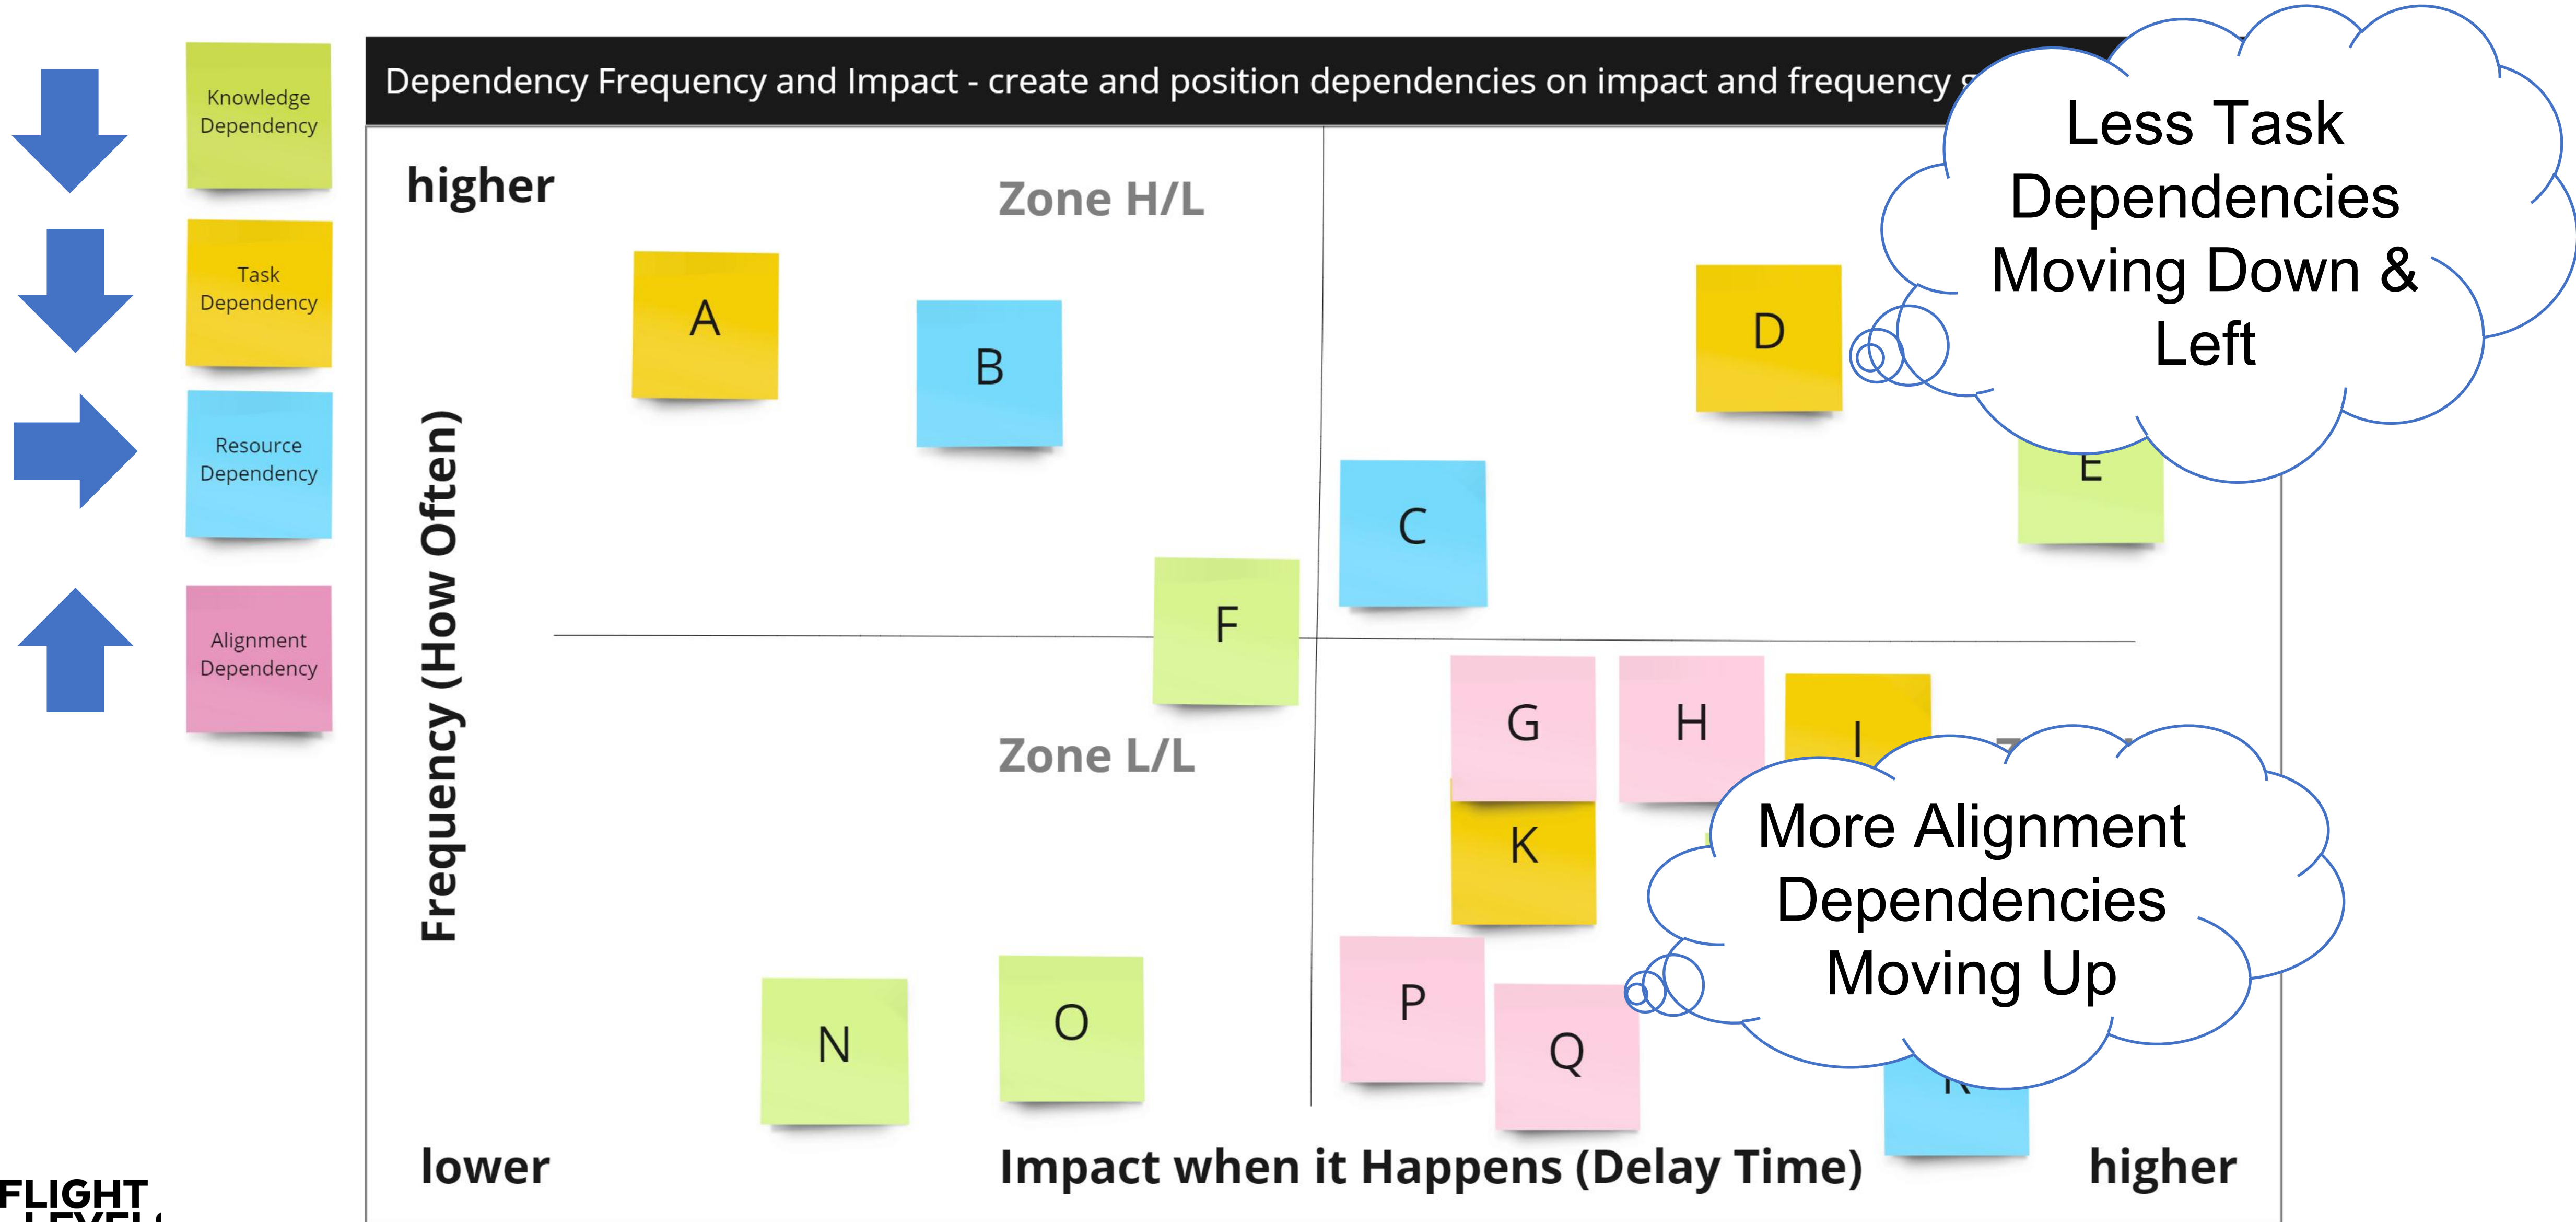 Knowledge
Dependency
Task
Dependency
Resource
Dependency
Alignment
Dependency
Dependency Frequency and Impact - create and position dependencies on impact and frequency
higher
Zone H/L
A
B
D
E
C
F
Frequency (How Often)
Less Task
Dependencies
Moving Down &
Left
Zone L/L
G
H
I
K
More Alignment
Dependencies
Moving Up
N
O
P
Q
lower
Impact when it Happens (Delay Time)
higher
FLIGHT